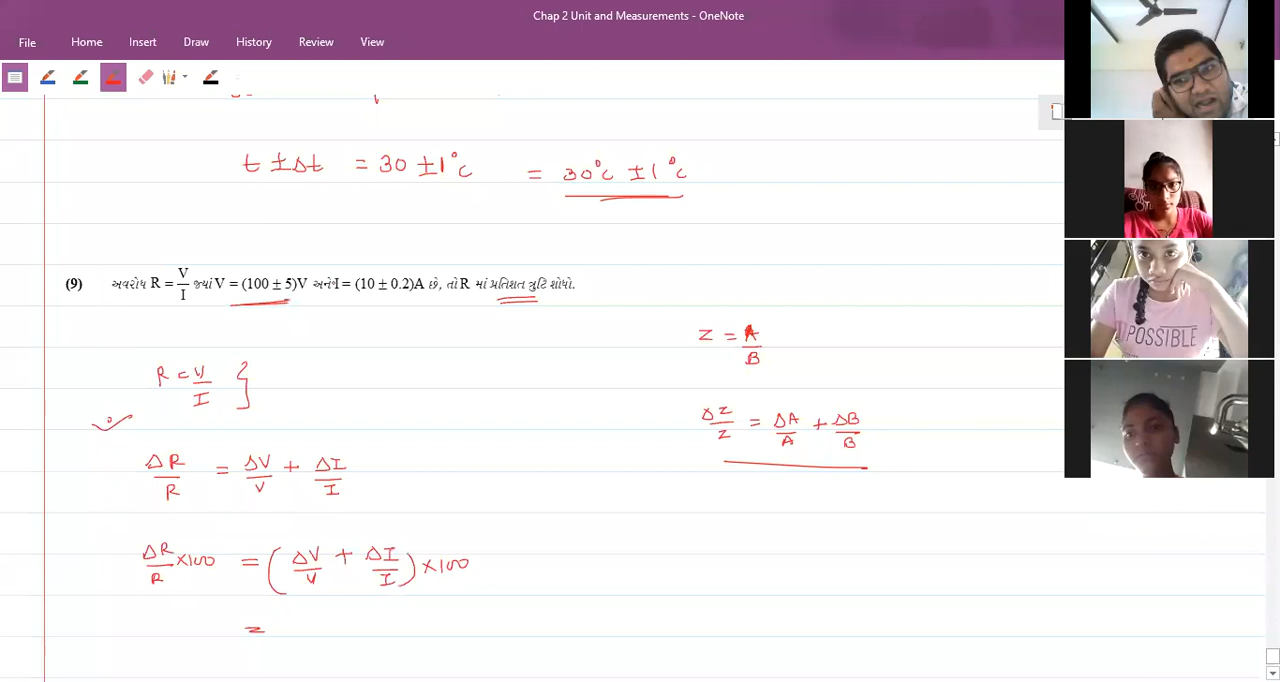 Chap 2 Unit and Measurements - OneNote
File Home Insert Draw History Review View
t ± Δt = 30 ± 1°c = 30°c ± 1°c
(9) અવરોધ R = V/I જ્યાં V = (100 ± 5)V અને I = (10 ± 0.2)A છે, તો R માં પ્રતિશત ત્રુટિ શોધો.
Z = A/B
R = V/I }
ΔZ/Z = ΔA/A + ΔB/B
ΔR/R = ΔV/V + ΔI/I
ΔR/R ×100 = (ΔV/V + ΔI/I) ×100
=
POSSIBLE